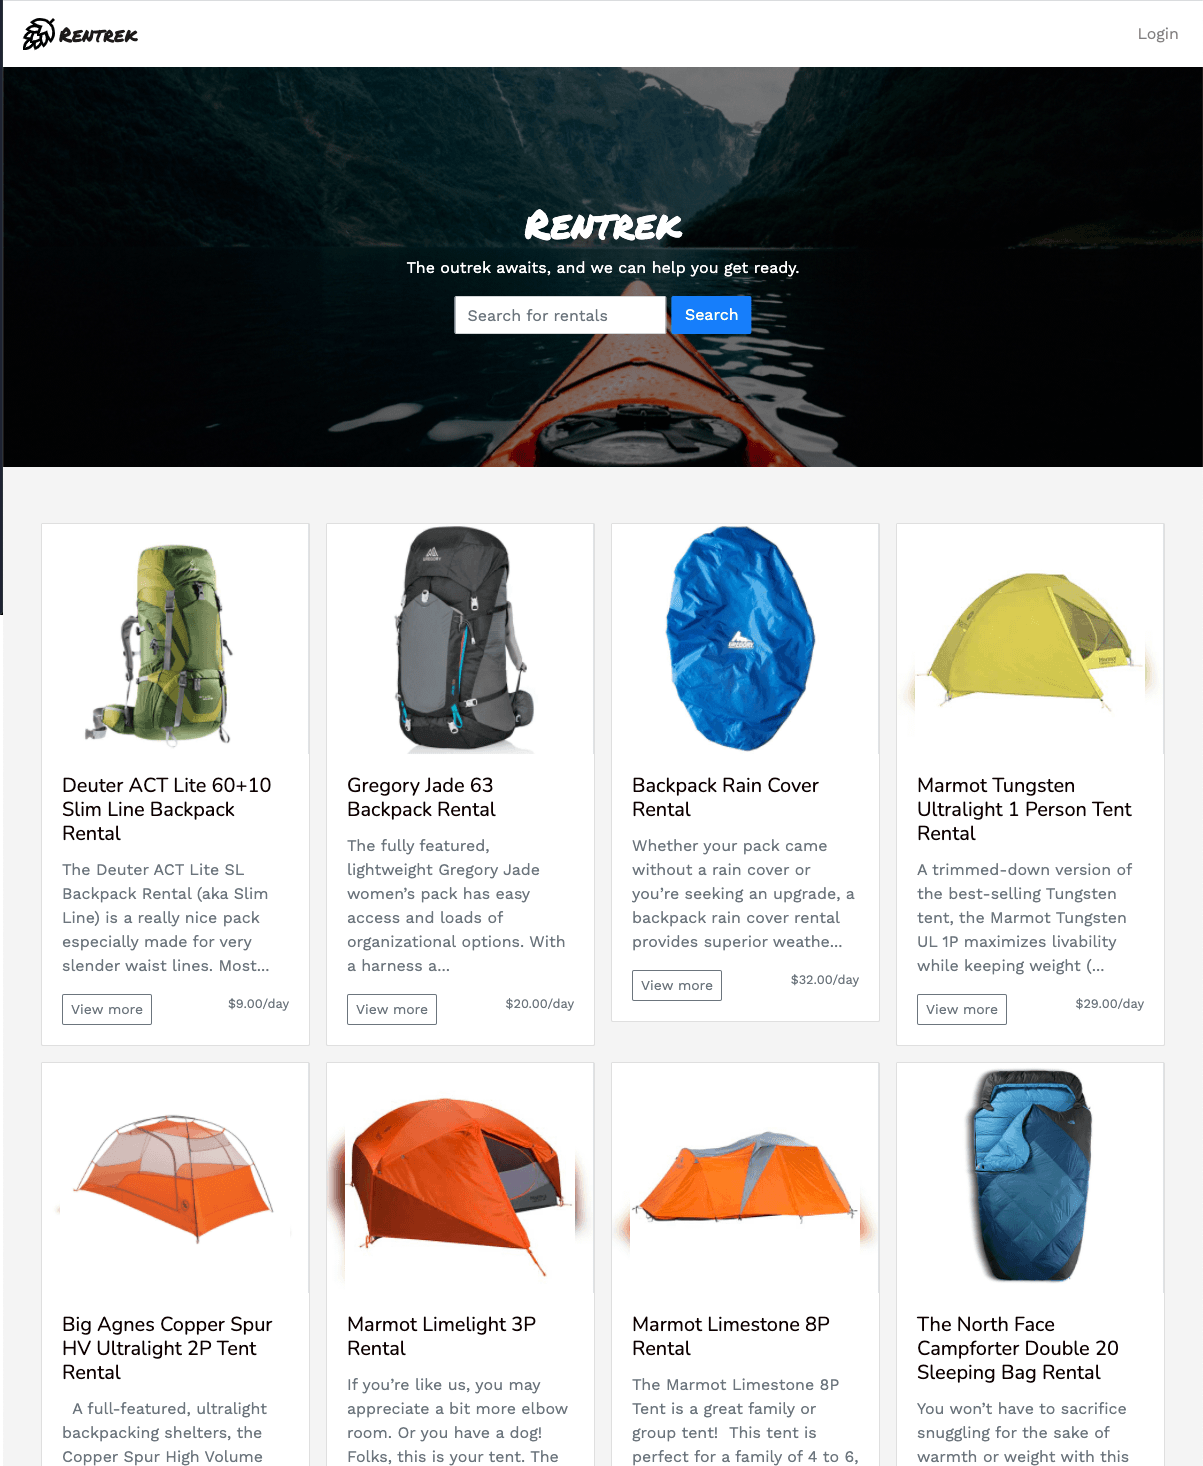 Rentrek
Login
Rentrek
The outrek awaits, and we can help you get ready.
Search for rentals
Search
Deuter ACT Lite 60+10
Slim Line Backpack
Rental
The Deuter ACT Lite SL
Backpack Rental (aka Slim
Line) is a really nice pack
especially made for very
slender waist lines. Most...
View more
$9.00/day
Gregory Jade 63
Backpack Rental
The fully featured,
lightweight Gregory Jade
women’s pack has easy
access and loads of
organizational options. With
a harness a...
View more
$20.00/day
GREGORY
Backpack Rain Cover
Rental
Whether your pack came
without a rain cover or
you’re seeking an upgrade, a
backpack rain cover rental
provides superior weathe...
View more
$32.00/day
Marmot
Marmot Tungsten
Ultralight 1 Person Tent
Rental
A trimmed-down version of
the best-selling Tungsten
tent, the Marmot Tungsten
UL 1P maximizes livability
while keeping weight (...
View more
$29.00/day
Big Agnes Copper Spur
HV Ultralight 2P Tent
Rental
A full-featured, ultralight
backpacking shelters, the
Copper Spur High Volume
Marmot Limelight 3P
Rental
If you’re like us, you may
appreciate a bit more elbow
room. Or you have a dog!
Folks, this is your tent. The
Marmot Limestone 8P
Rental
The Marmot Limestone 8P
Tent is a great family or
group tent!  This tent is
perfect for a family of 4 to 6,
The North Face
Campforter Double 20
Sleeping Bag Rental
You won’t have to sacrifice
snuggling for the sake of
warmth or weight with this